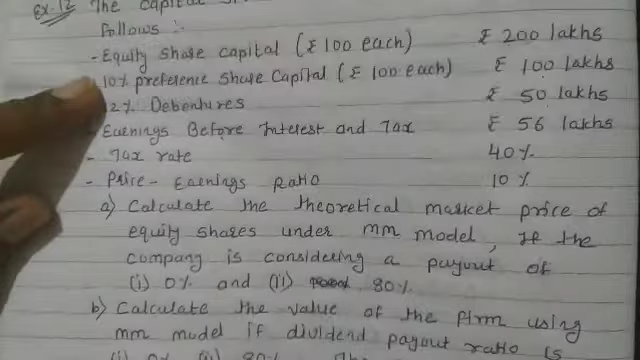 Ex.12 The Capital
follows :-
- Equity Share Capital (₹ 100 each) ₹ 200 lakhs
10% preference Share Capital (₹ 100 each) ₹ 100 lakhs
2% Debentures ₹ 50 lakhs
- Earnings Before Interest and Tax ₹ 56 lakhs
- Tax rate 40%
- Price - Earnings Ratio 10%
a) Calculate the theoretical market price of
equity shares under MM model, If the
company is considering a payout of
(i) 0% and (ii) 80%
b) Calculate the value of the firm using
MM model if dividend payout ratio is
(i) 0% (ii) 80%